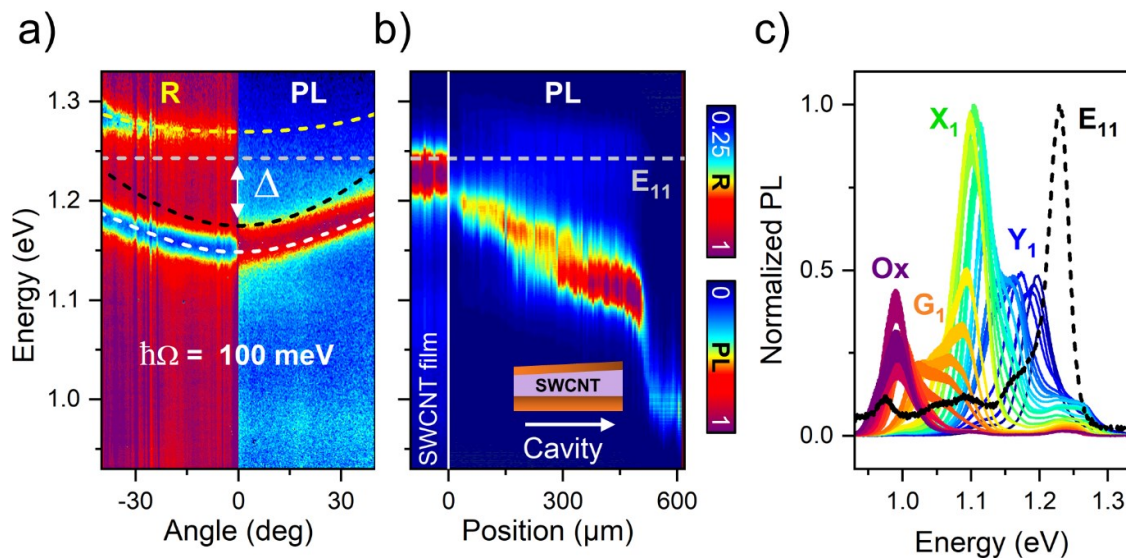 a)
b)
c)
R
PL
PL
1.3
1.2
1.1
1.0
Energy (eV)
Δ
ħΩ = 100 meV
-30
0
30
Angle (deg)
E11
SWCNT film
SWCNT
Cavity
0
300
600
Position (µm)
0.25
R
1
0
PL
1
X1
E11
Y1
Ox
G1
1.0
0.5
0.0
Normalized PL
1.0
1.1
1.2
1.3
Energy (eV)